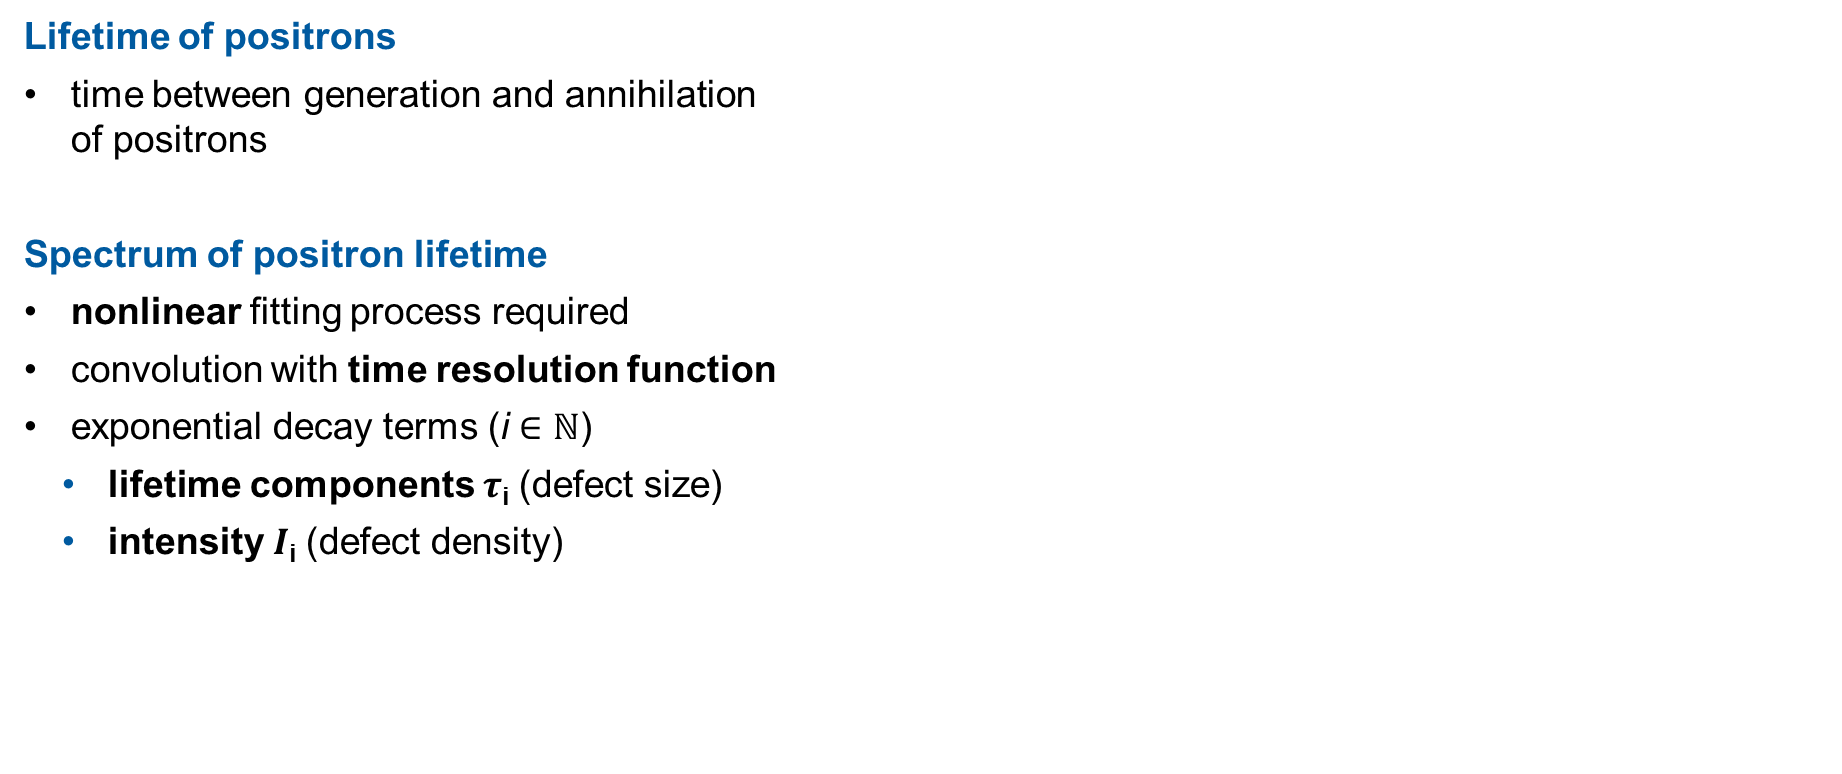 Lifetime of positrons
• time between generation and annihilation
of positrons
Spectrum of positron lifetime
• nonlinear fitting process required
• convolution with time resolution function
• exponential decay terms (i ∈ ℕ)
• lifetime components τᵢ (defect size)
• intensity Iᵢ (defect density)